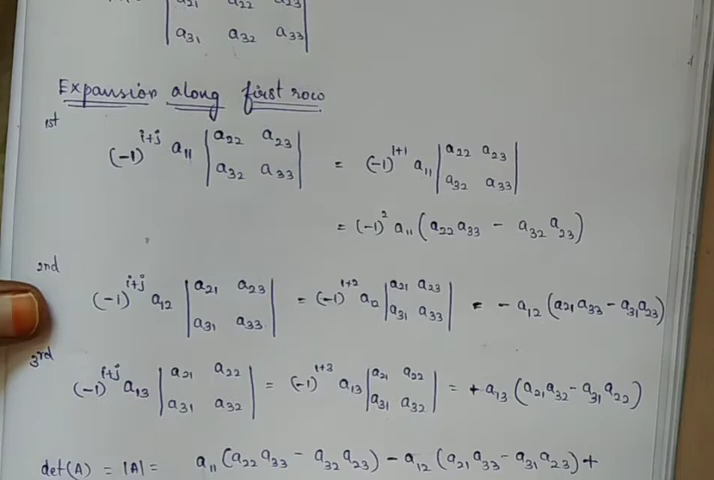 a21 a22 a23
a31 a32 a33
Expansion along first row
1st
(-1)^i+j a11 |a22 a23| = (-1)^1+1 a11 |a22 a23|
|a32 a33| |a32 a33|
= (-1)^2 a11 (a22 a33 - a32 a23)
2nd
(-1)^i+j a12 |a21 a23| = (-1)^1+2 a12 |a21 a23| = - a12 (a21 a33 - a31 a23)
|a31 a33| |a31 a33|
3rd
(-1)^i+j a13 |a21 a22| = (-1)^1+3 a13 |a21 a22| = + a13 (a21 a32 - a31 a22)
|a31 a32| |a31 a32|
det(A) = |A| = a11 (a22 a33 - a32 a23) - a12 (a21 a33 - a31 a23) +